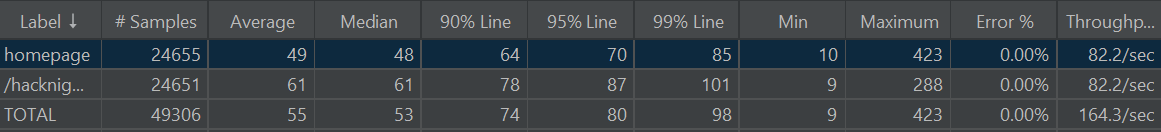 Label ↓ # Samples Average Median 90% Line 95% Line 99% Line Min Maximum Error % Throughp...
homepage 24655 49 48 64 70 85 10 423 0.00% 82.2/sec
/hacknig... 24651 61 61 78 87 101 9 288 0.00% 82.2/sec
TOTAL 49306 55 53 74 80 98 9 423 0.00% 164.3/sec